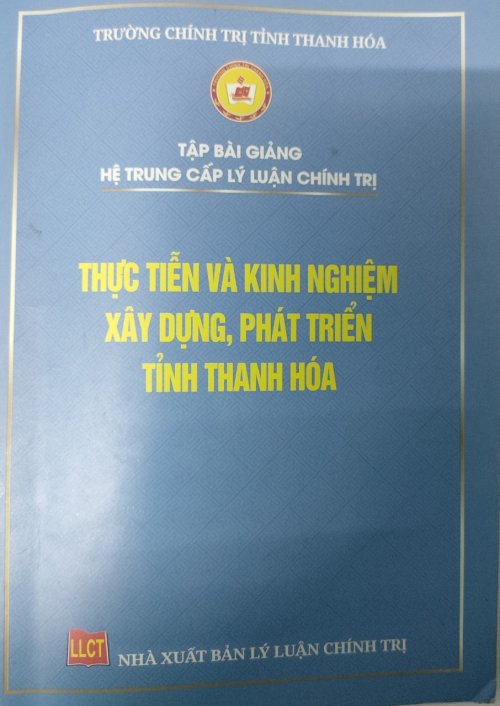 TRƯỜNG CHÍNH TRỊ TỈNH THANH HÓA
TẬP BÀI GIẢNG
HỆ TRUNG CẤP LÝ LUẬN CHÍNH TRỊ
THỰC TIỄN VÀ KINH NGHIỆM
XÂY DỰNG, PHÁT TRIỂN
TỈNH THANH HÓA
LLCT
NHÀ XUẤT BẢN LÝ LUẬN CHÍNH TRỊ